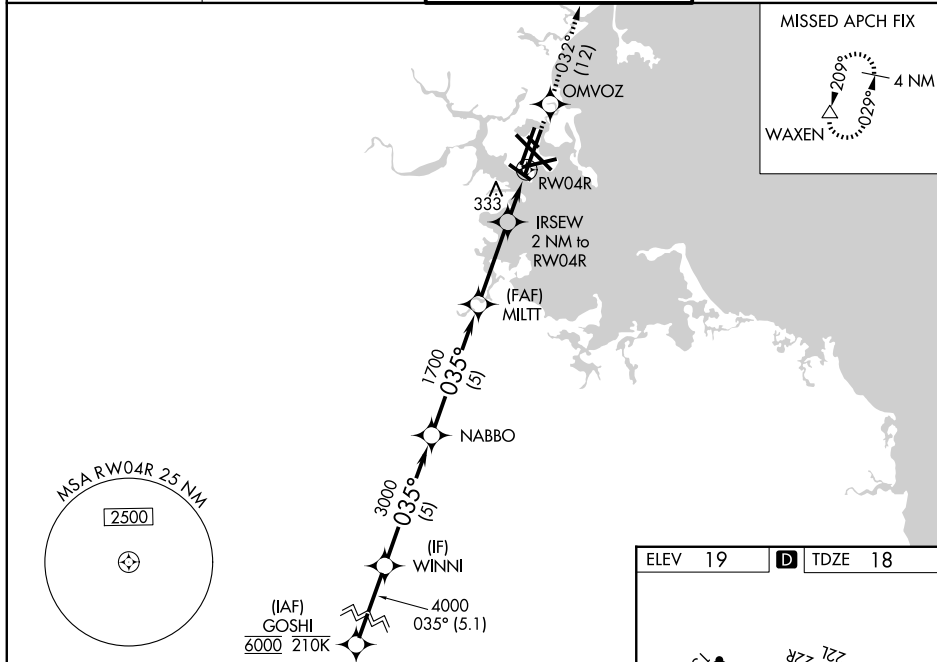 MISSED APCH FIX
209°
029°
4 NM
WAXEN
032°
(12)
OMVOZ
RW04R
333
IRSEW
2 NM to
RW04R
(FAF)
MILTT
1700
035°
(5)
NABBO
3000
035°
(5)
MSA RW04R 25 NM
2500
(IF)
WINNI
4000
035° (5.1)
(IAF)
GOSHI
6000 210K
ELEV 19
D
TDZE 18
22R
22L